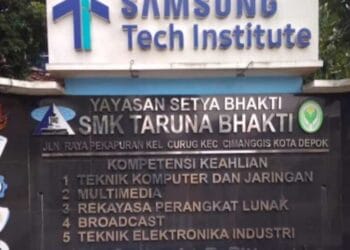 SAMSUNG
Tech Institute
YAYASAN SETYA BHAKTI
SMK TARUNA BHAKTI
JLN. RAYA PEKAPURAN KEL. CURUG KEC. CIMANGGIS KOTA DEPOK
KOMPETENSI KEAHLIAN
1 TEKNIK KOMPUTER DAN JARINGAN
2 MULTIMEDIA
3 REKAYASA PERANGKAT LUNAK
4 BROADCAST
5 TEKNIK ELEKTRONIKA INDUSTRI